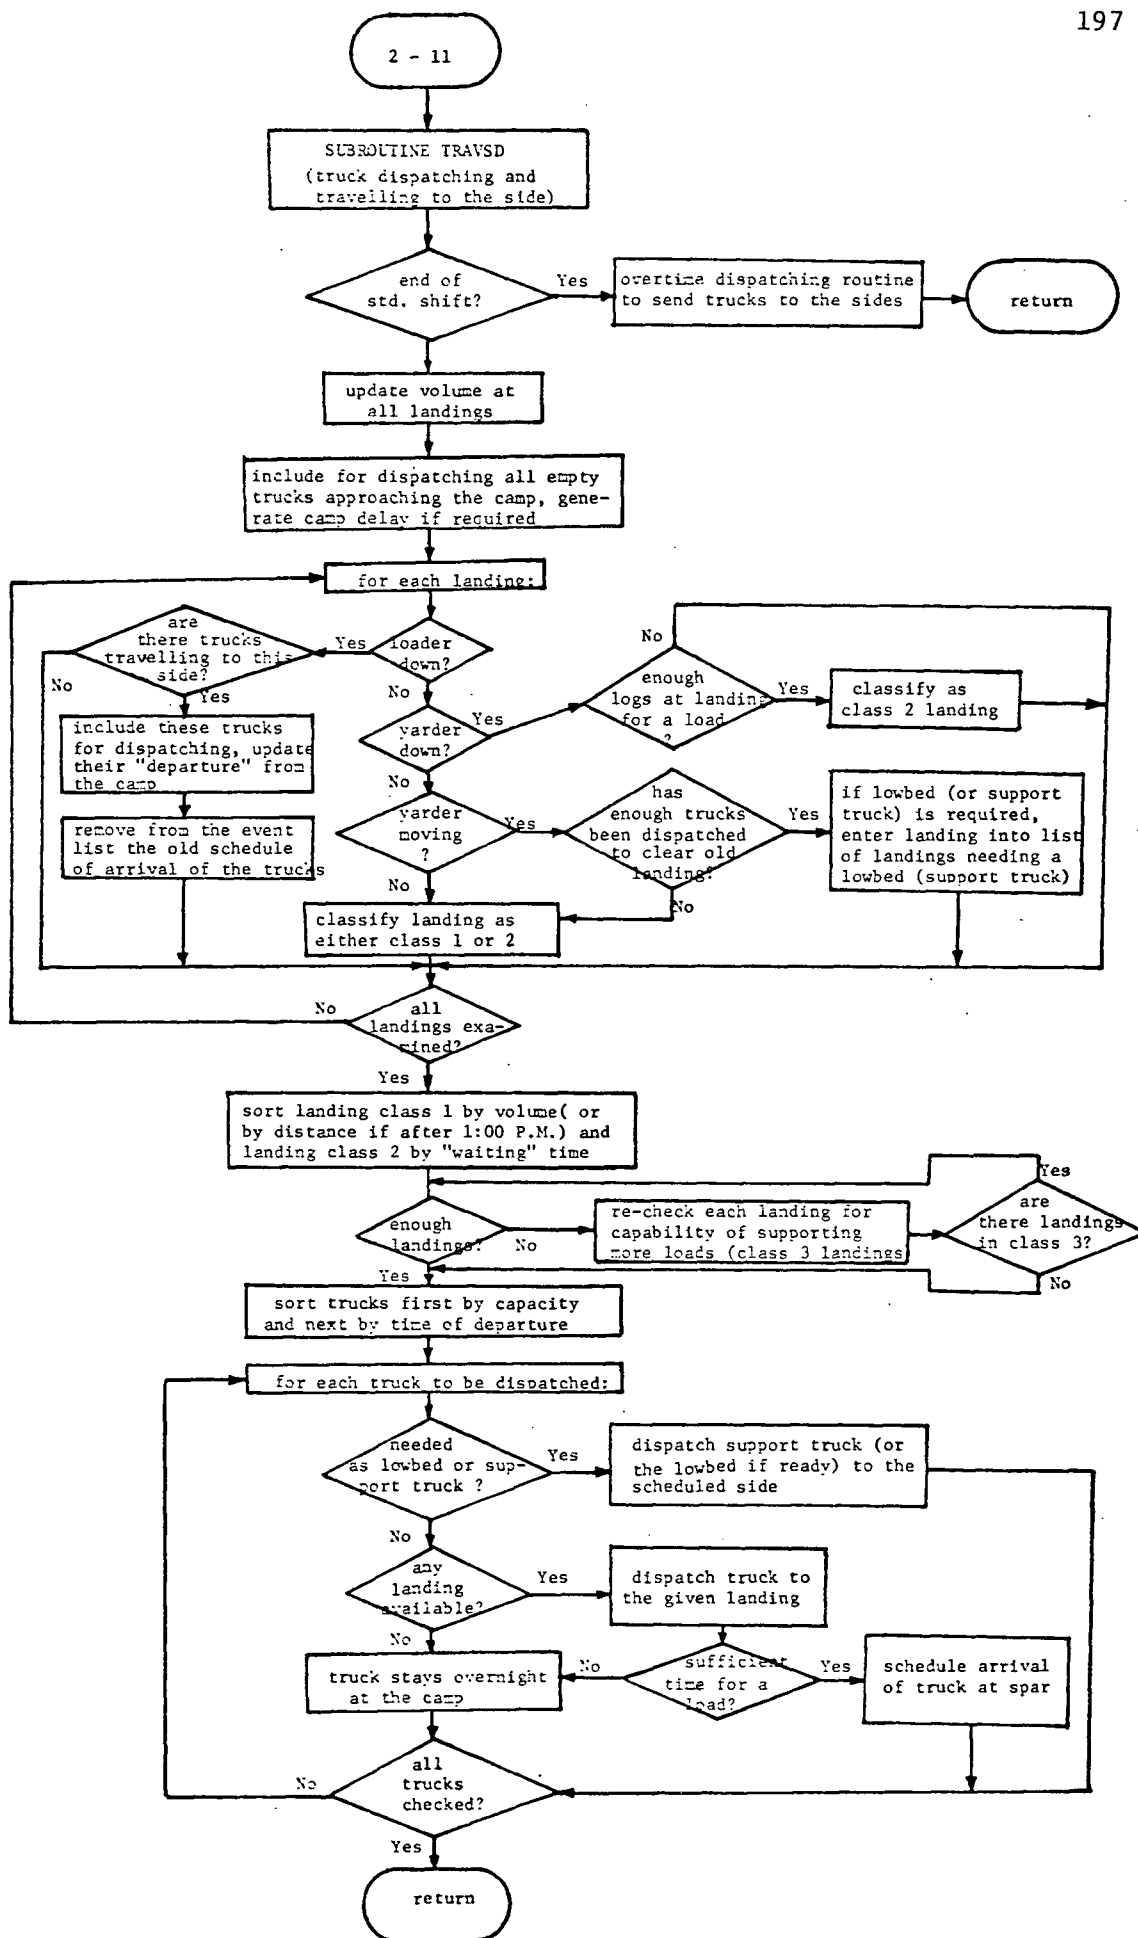 197
2 - 11
SUBROUTINE TRAVSD
(truck dispatching and
travelling to the side)
end of
std. shift?
Yes
overtime dispatching routine
to send trucks to the sides
return
update volume at
all landings
include for dispatching all empty
trucks approaching the camp, gene-
rate camp delay if required
for each landing:
are
there trucks
travelling to this
side?
Yes
loader
down?
No
No
Yes
No
enough
logs at landing
for a load
?
Yes
classify as
class 2 landing
include these trucks
for dispatching, update
their "departure" from
the camp
yarder
down?
Yes
No
remove from the event
list the old schedule
of arrival of the trucks
yarder
moving
?
Yes
has
enough trucks
been dispatched
to clear old
landing?
Yes
if lowbed (or support
truck) is required,
enter landing into list
of landings needing a
lowbed (support truck)
No
No
classify landing as
either class 1 or 2
No
all
landings exa-
mined?
Yes
sort landing class 1 by volume( or
by distance if after 1:00 P.M.) and
landing class 2 by "waiting" time
Yes
enough
landings?
No
re-check each landing for
capability of supporting
more loads (class 3 landings
are
there landings
in class 3?
Yes
No
sort trucks first by capacity
and next by time of departure
for each truck to be dispatched:
needed
as lowbed or sup-
port truck ?
Yes
dispatch support truck (or
the lowbed if ready) to the
scheduled side
No
any
landing
available?
Yes
dispatch truck to
the given landing
No
truck stays overnight
at the camp
No
sufficient
time for a
load?
Yes
schedule arrival
of truck at spar
No
all
trucks
checked?
Yes
return